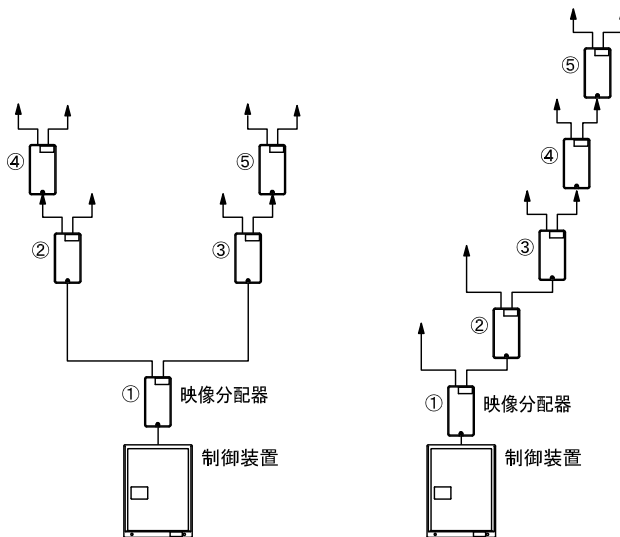 ⑤
④ ⑤ ④
② ③ ③
②
① 映像分配器 ① 映像分配器
制御装置 制御装置